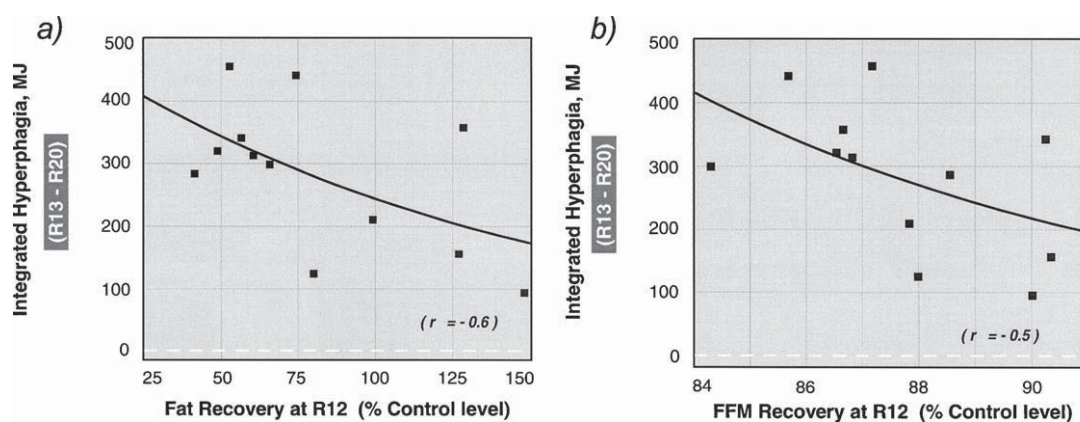 a)
Integrated Hyperphagia, MJ
(R13 - R20)
500
400
300
200
100
0
( r = - 0.6)
25 50 75 100 125 150
Fat Recovery at R12 (% Control level)
b)
Integrated Hyperphagia, MJ
(R13 - R20)
500
400
300
200
100
0
( r = - 0.5)
84 86 88 90
FFM Recovery at R12 (% Control level)